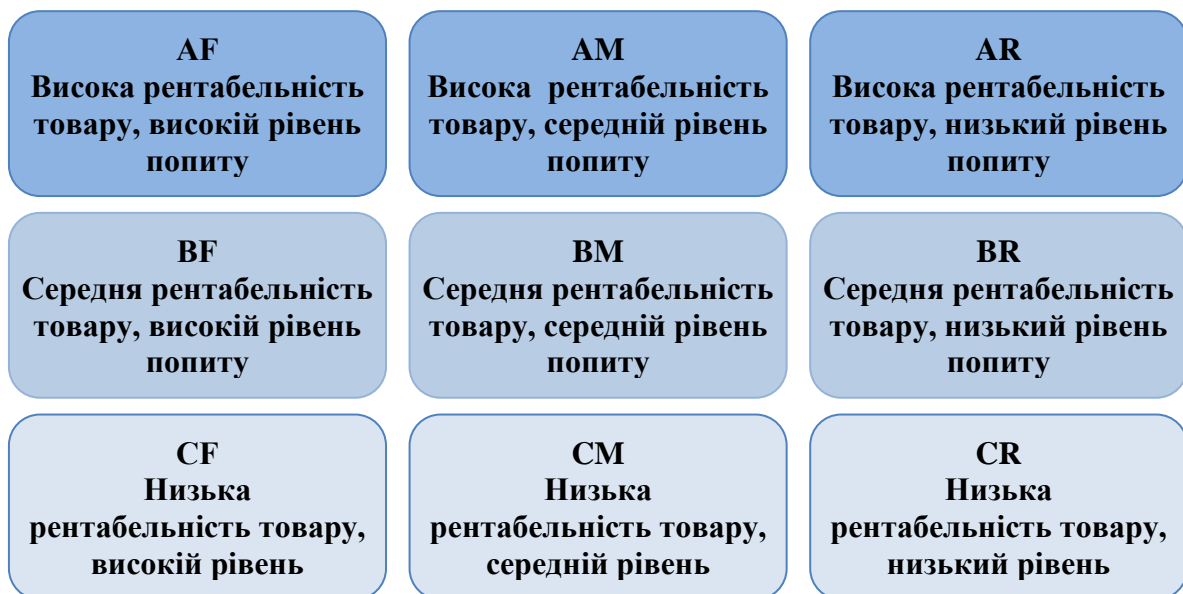 AF
Висока рентабельність
товару, високій рівень
попиту
AM
Висока  рентабельність
товару, середній рівень
попиту
AR
Висока рентабельність
товару, низький рівень
попиту
BF
Середня рентабельність
товару, високій рівень
попиту
BM
Середня рентабельність
товару, середній рівень
попиту
BR
Середня рентабельність
товару, низький рівень
попиту
CF
Низька
рентабельність товару,
високій рівень
CM
Низька
рентабельність товару,
середній рівень
CR
Низька
рентабельність товару,
низький рівень